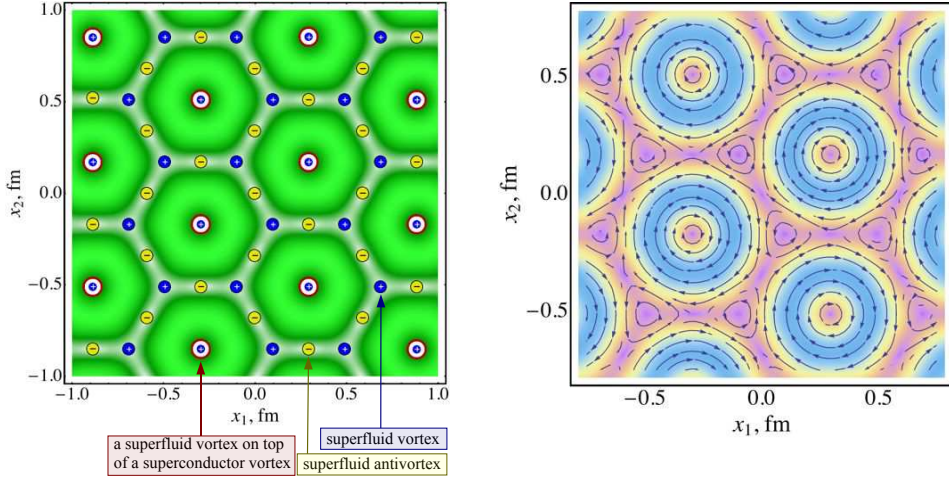 1.0
0.5
0.0
−0.5
−1.0
x2, fm
−1.0 −0.5 0.0 0.5 1.0
x1, fm
a superfluid vortex on top
of a superconductor vortex
superfluid vortex
superfluid antivortex
0.5
0.0
−0.5
x2, fm
−0.5 0.0 0.5
x1, fm